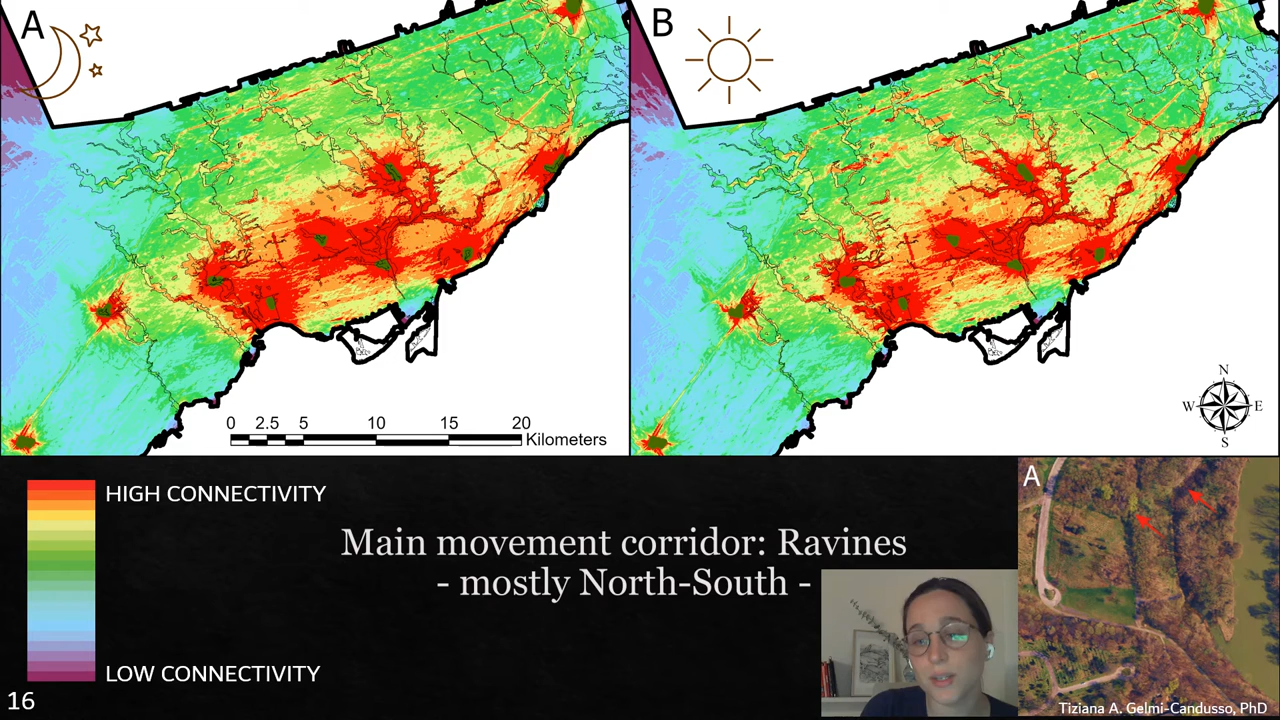 A
B
N
W E
S
0 2.5 5 10 15 20
Kilometers
HIGH CONNECTIVITY
LOW CONNECTIVITY
Main movement corridor: Ravines
- mostly North-South -
A
16
Tiziana A. Gelmi-Candusso, PhD